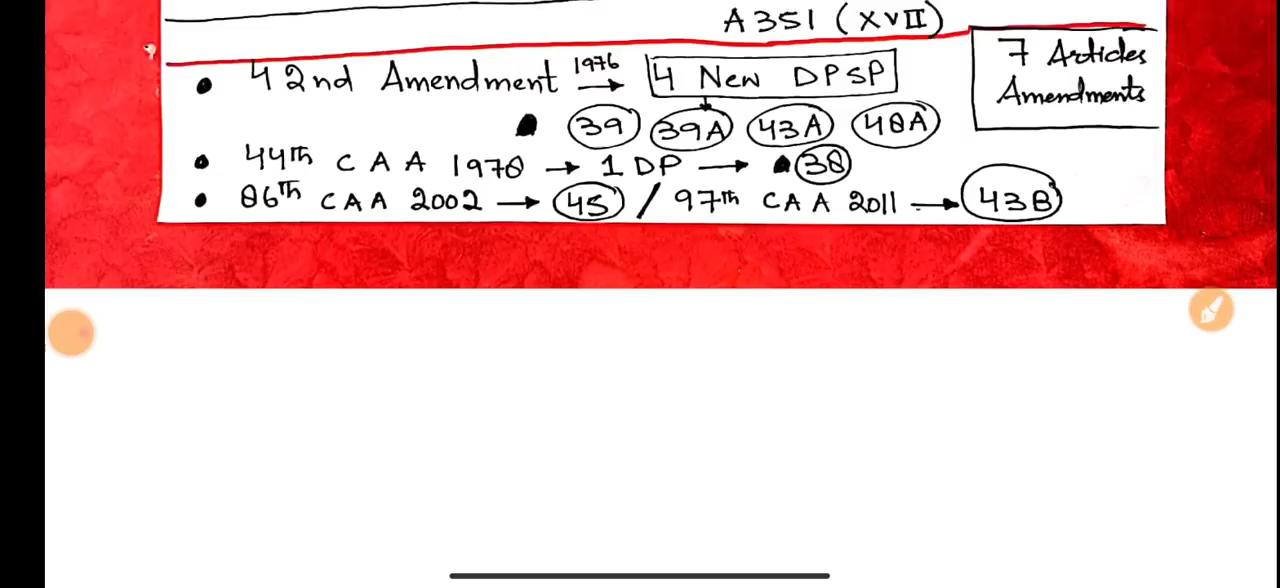 A 351 (XVII)
42nd Amendment 1976 → 4 New DPSP
7 Articles
Amendments
39 39A 43A 48A
44th CAA 1978 → 1 DP → 38
86th CAA 2002 → 45 / 97th CAA 2011 → 43B